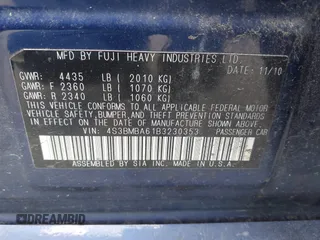 MFD BY FUJI HEAVY INDUSTRIES LTD.
DATE: 11/10
GVWR: 4435 LB ( 2010 KG)
GAWR: F 2360 LB ( 1070 KG)
GAWR: R 2340 LB ( 1060 KG)
THIS VEHICLE CONFORMS TO ALL APPLICABLE FEDERAL MOTOR VEHICLE
SAFETY, BUMPER, AND THEFT PREVENTION STANDARDS
IN EFFECT ON THE DATE OF MANUFACTURE SHOWN ABOVE.
VIN: 4S3BMBA61B3230353 PASSENGER CAR
ASSEMBLED BY SIA MADE IN U.S.A.
DREAMBID